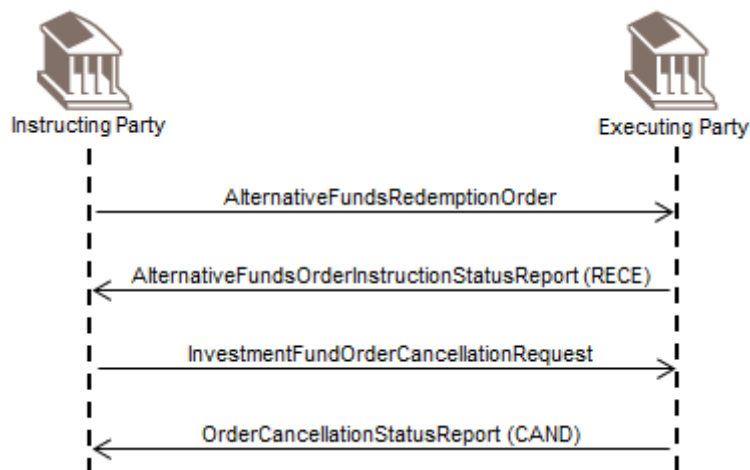 Instructing Party
Executing Party
AlternativeFundsRedemptionOrder
AlternativeFundsOrderInstructionStatusReport (RECE)
InvestmentFundOrderCancellationRequest
OrderCancellationStatusReport (CAND)